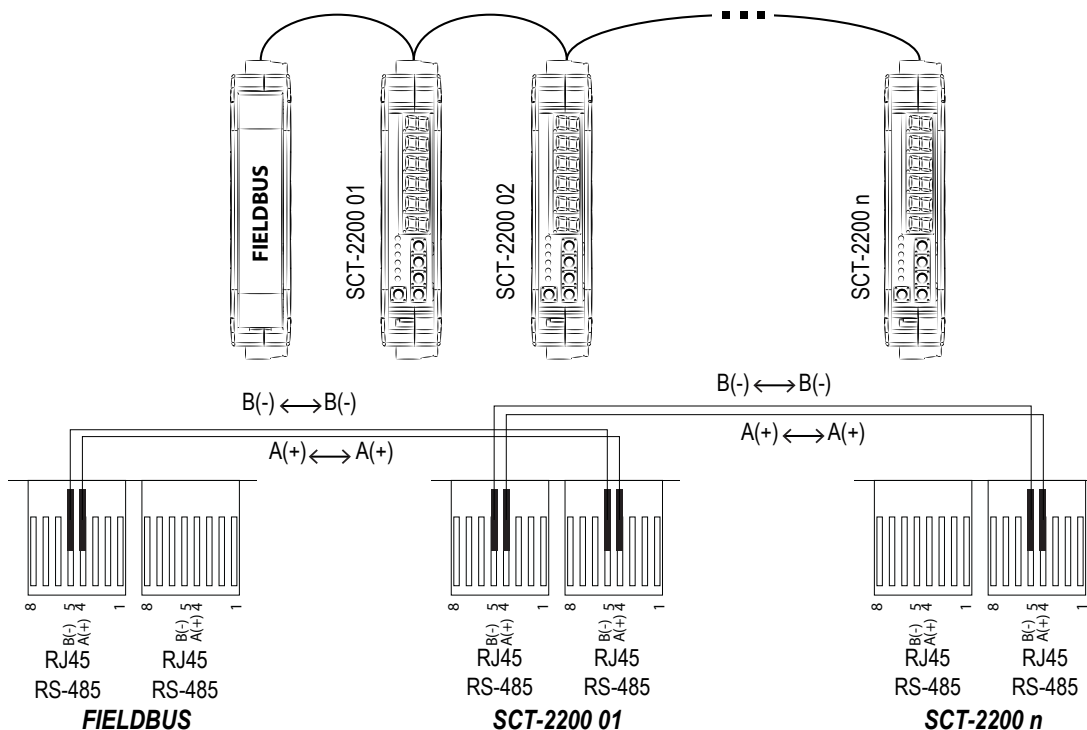 FIELDBUS
SCT-2200 01
SCT-2200 02
SCT-2200 n
B(-) ⟷ B(-)
A(+) ⟷ A(+)
B(-) ⟷ B(-)
A(+) ⟷ A(+)
8 5 4 1 8 5 4 1 8 5 4 1 8 5 4 1 8 5 4 1 8 5 4 1
B(-) A(+) B(-) A(+) B(-) A(+) B(-) A(+) B(-) A(+) B(-) A(+)
RJ45 RJ45 RJ45 RJ45 RJ45 RJ45
RS-485 RS-485 RS-485 RS-485 RS-485 RS-485
FIELDBUS SCT-2200 01 SCT-2200 n